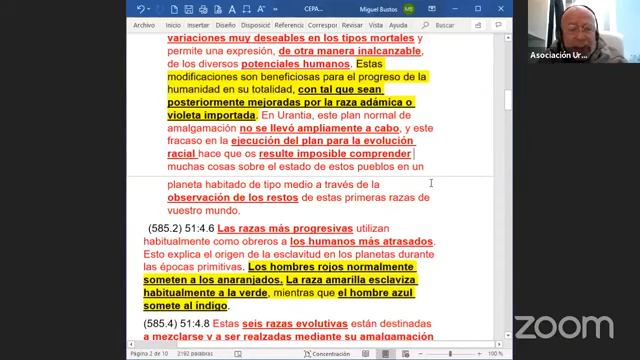 Miguel Bustos
CEPA...
MB
Archivo
Inicio
Insertar
Dibujar
Diseño
Disposición
Referencias
Correspond
Revisar
Vista
Ayuda
Buscar
Asociación Ur...
variaciones muy deseables en los tipos mortales y
permite una expresión, de otra manera inalcanzable,
de los diversos potenciales humanos. Estas
modificaciones son beneficiosas para el progreso de la
humanidad en su totalidad, con tal que sean
posteriormente mejoradas por la raza adámica o
violeta importada. En Urantia, este plan normal de
amalgamación no se llevó ampliamente a cabo, y este
fracaso en la ejecución del plan para la evolución
racial hace que os resulte imposible comprender
muchas cosas sobre el estado de estos pueblos en un
planeta habitado de tipo medio a través de la
observación de los restos de estas primeras razas de
vuestro mundo.
(585.2) 51:4.6 Las razas más progresivas utilizan
habitualmente como obreros a los humanos más atrasados.
Esto explica el origen de la esclavitud en los planetas durante
las épocas primitivas. Los hombres rojos normalmente
someten a los anaranjados. La raza amarilla esclaviza
habitualmente a la verde, mientras que el hombre azul
somete al índigo.
(585.4) 51:4.8 Estas seis razas evolutivas están destinadas
a mezclarse y a ser realzadas mediante su amalgamación
Página 2 de 10
2192 palabras
Concentración
100 %
zoom